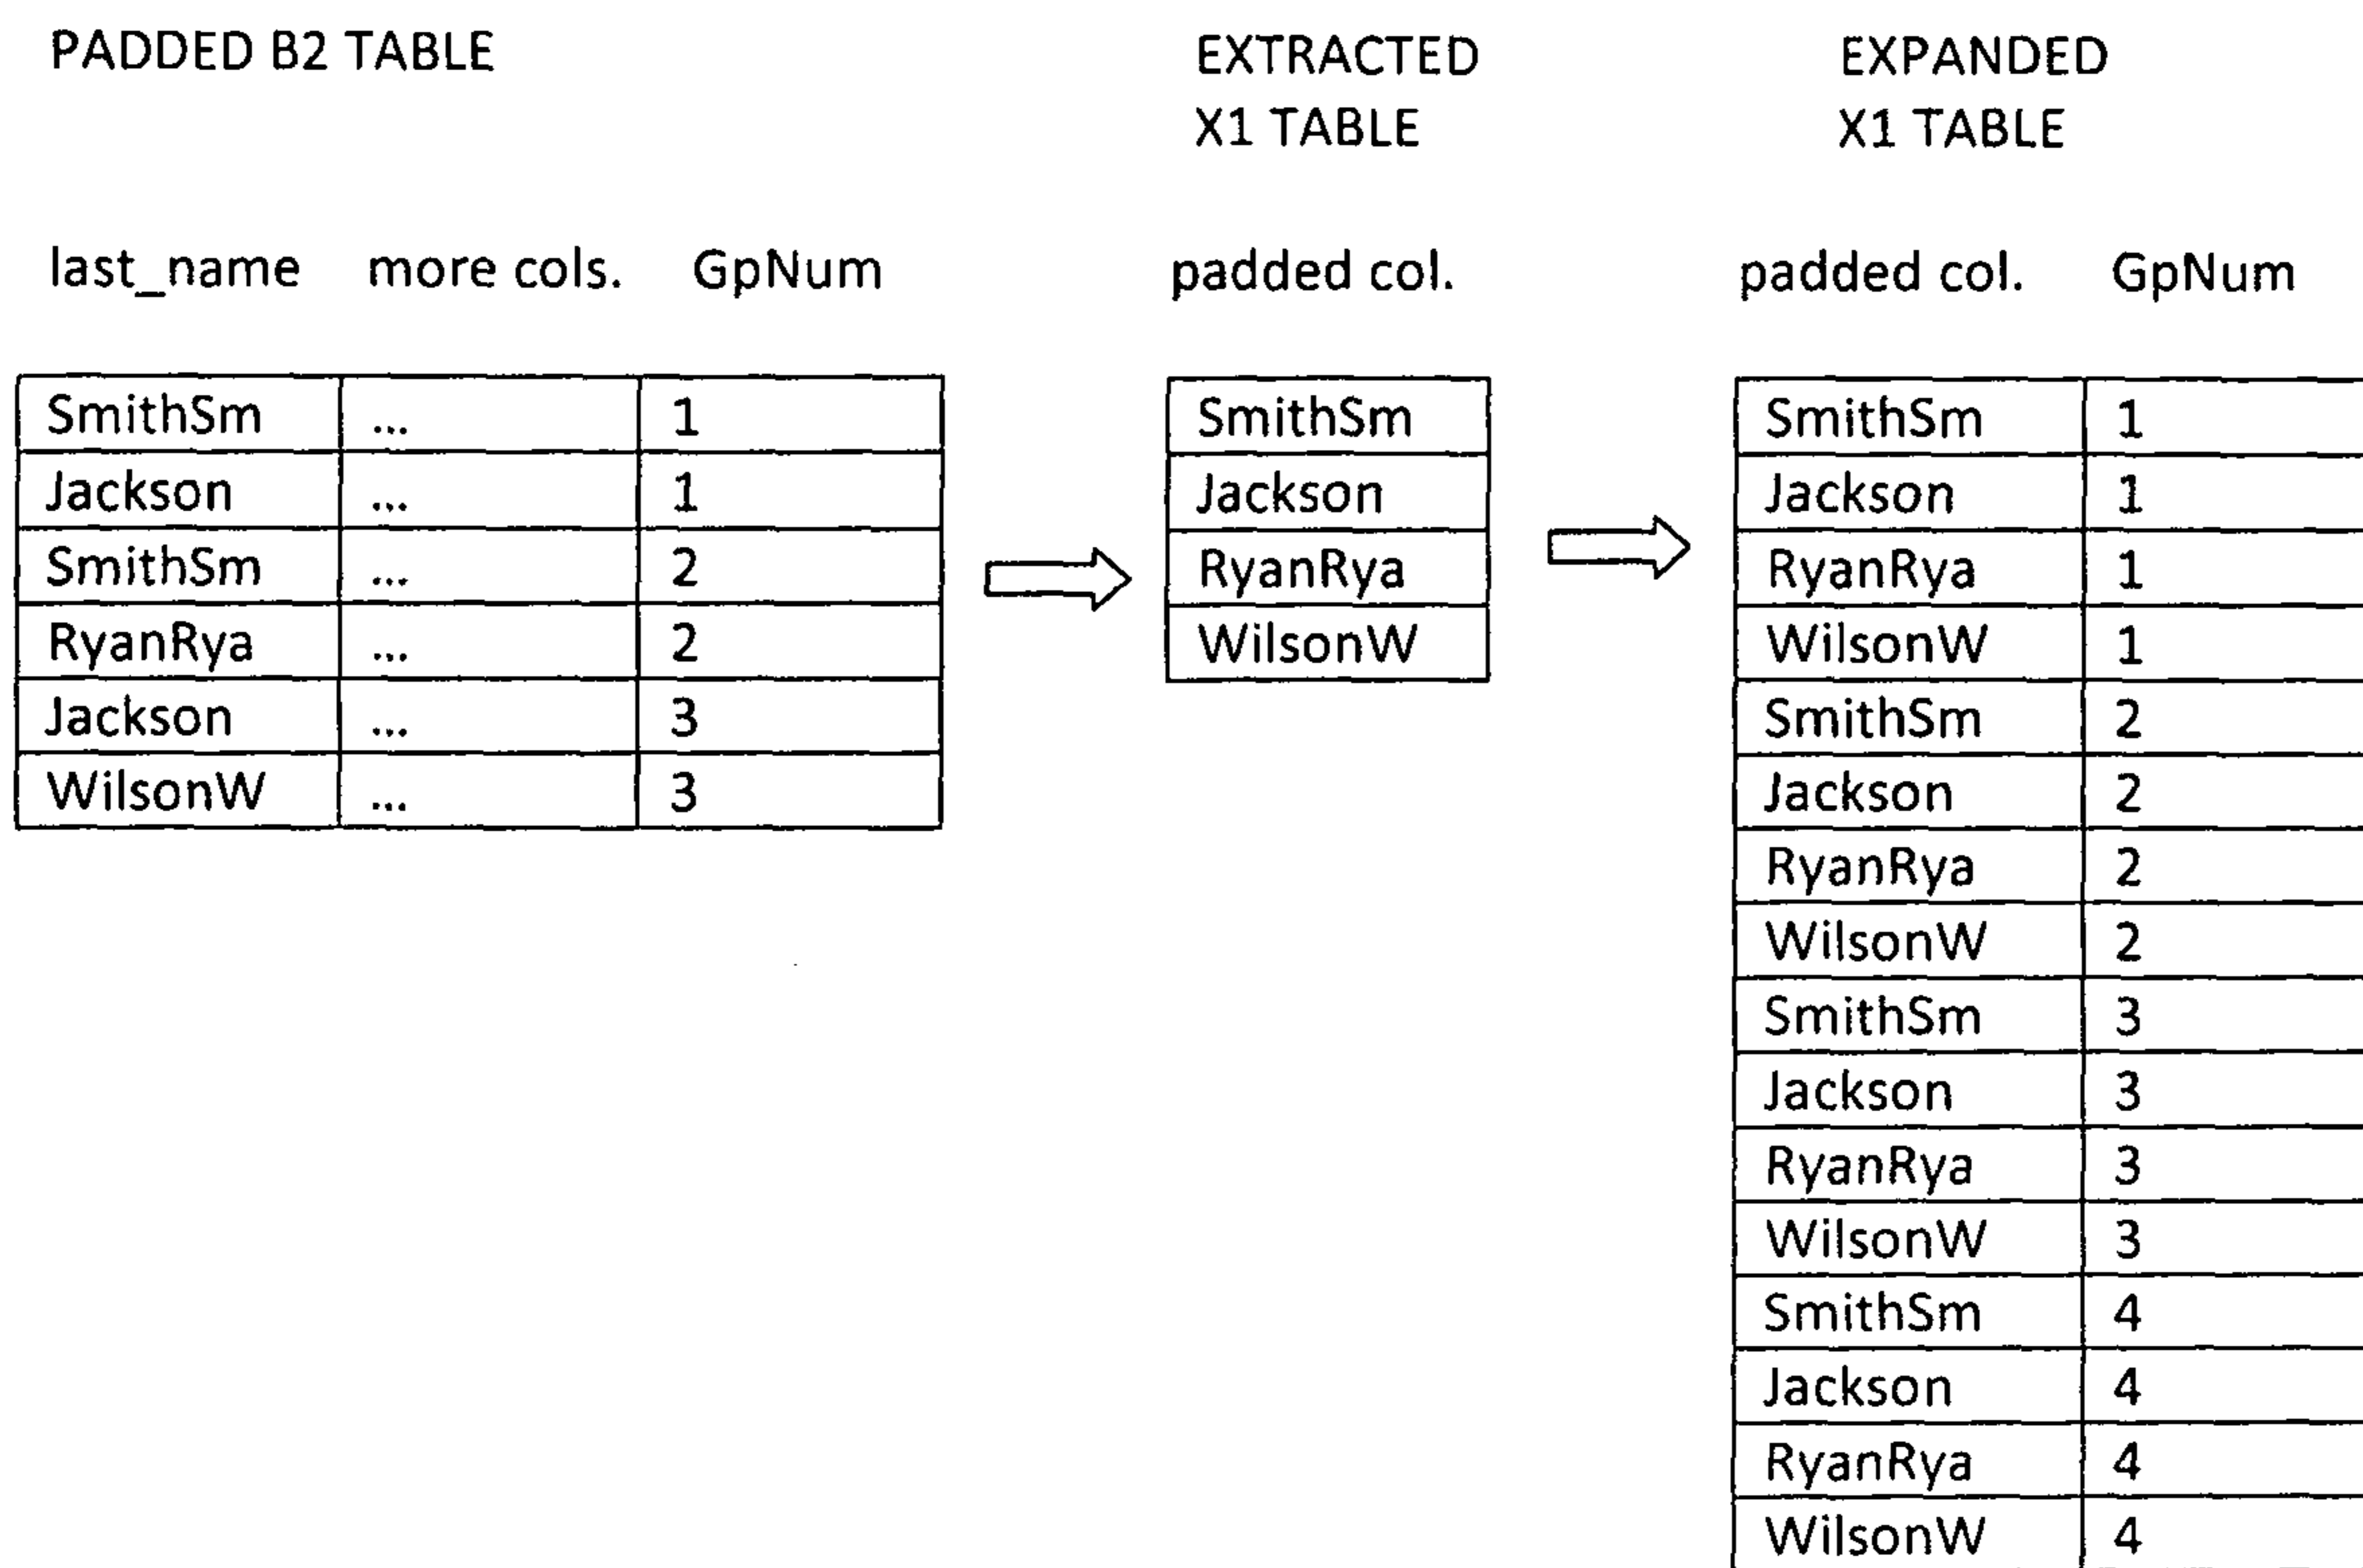 PADDED B2 TABLE
last_name more cols. GpNum
SmithSm ... 1
Jackson ... 1
SmithSm ... 2
RyanRya ... 2
Jackson ... 3
WilsonW ... 3
EXTRACTED
X1 TABLE
padded col.
SmithSm
Jackson
RyanRya
WilsonW
EXPANDED
X1 TABLE
padded col. GpNum
SmithSm 1
Jackson 1
RyanRya 1
WilsonW 1
SmithSm 2
Jackson 2
RyanRya 2
WilsonW 2
SmithSm 3
Jackson 3
RyanRya 3
WilsonW 3
SmithSm 4
Jackson 4
RyanRya 4
WilsonW 4